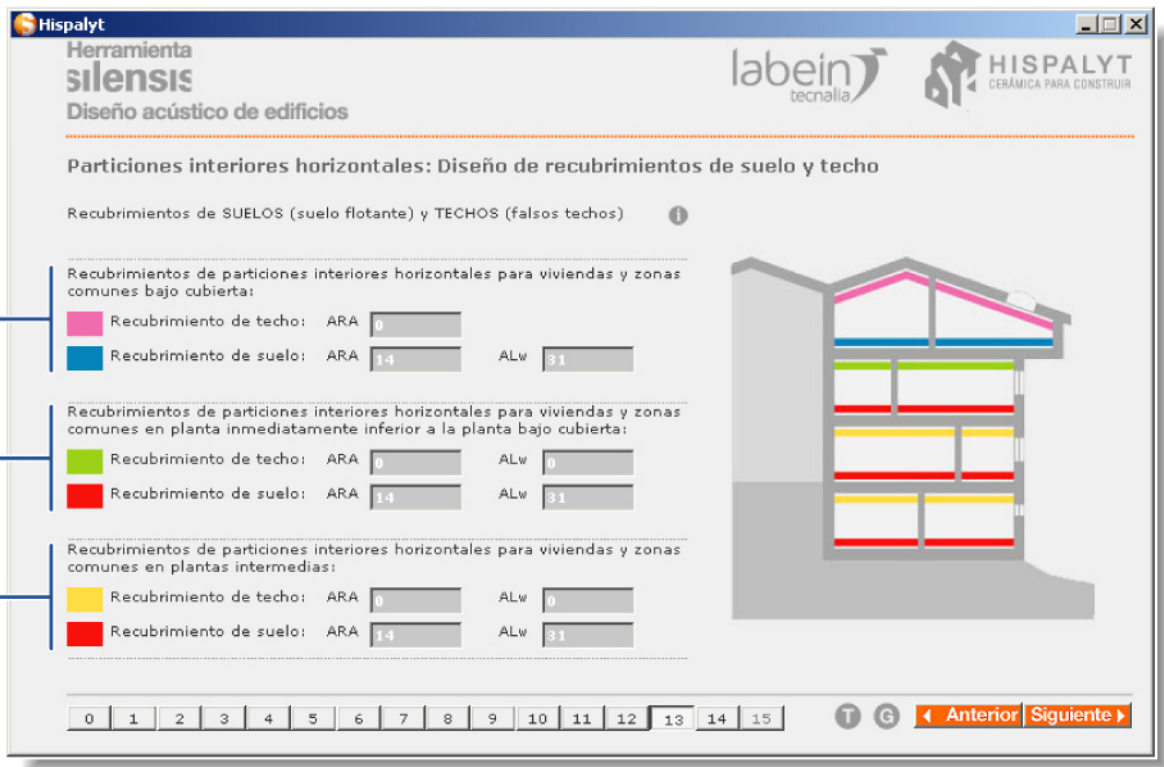 Hispalyt
Herramienta
silensis
Diseño acústico de edificios
labein
tecnalia
HISPALYT
CERÁMICA PARA CONSTRUIR
Particiones interiores horizontales: Diseño de recubrimientos de suelo y techo
Recubrimientos de SUELOS (suelo flotante) y TECHOS (falsos techos) i
Recubrimientos de particiones interiores horizontales para viviendas y zonas
comunes bajo cubierta:
Recubrimiento de techo: ARA 0
Recubrimiento de suelo: ARA 14 ALw 31
Recubrimientos de particiones interiores horizontales para viviendas y zonas
comunes en planta inmediatamente inferior a la planta bajo cubierta:
Recubrimiento de techo: ARA 0 ALw 0
Recubrimiento de suelo: ARA 14 ALw 31
Recubrimientos de particiones interiores horizontales para viviendas y zonas
comunes en plantas intermedias:
Recubrimiento de techo: ARA 0 ALw 0
Recubrimiento de suelo: ARA 14 ALw 31
0 1 2 3 4 5 6 7 8 9 10 11 12 13 14 15 T G Anterior Siguiente